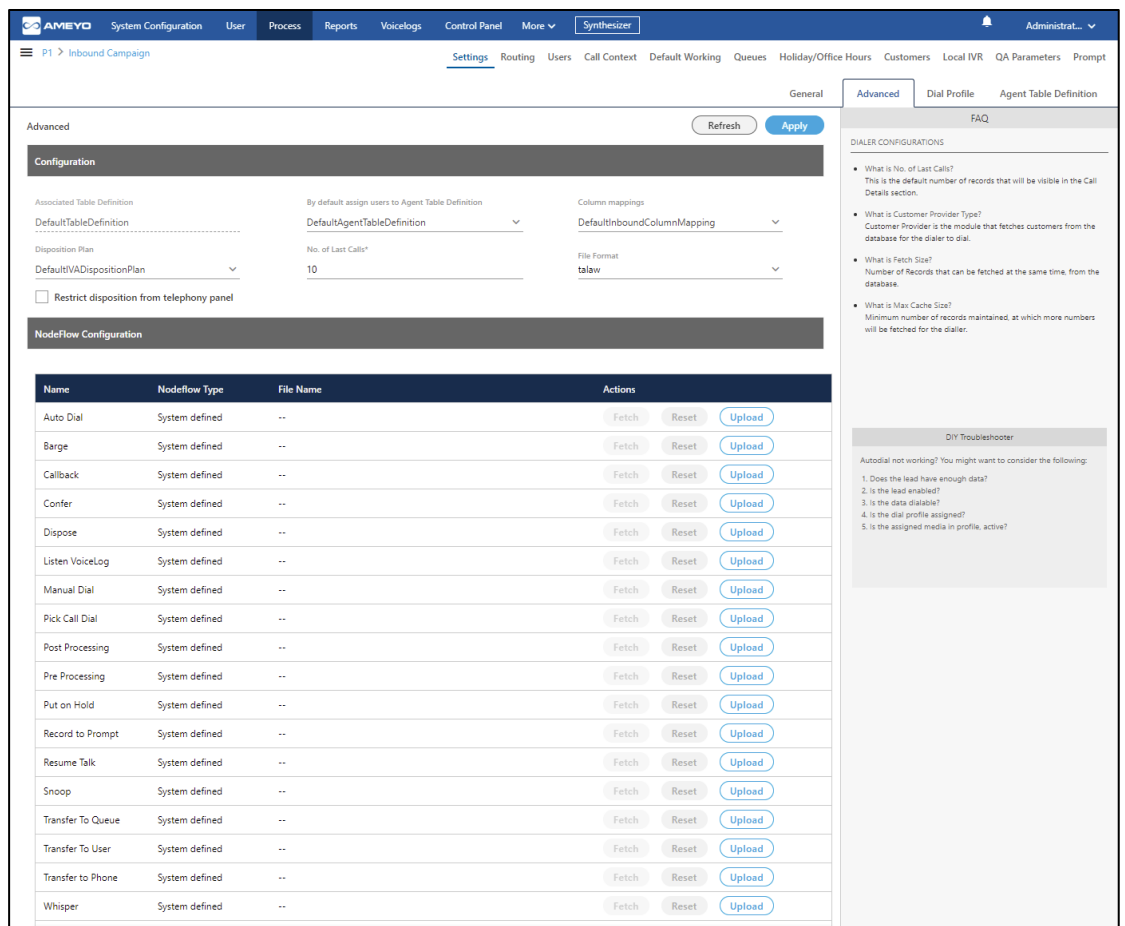 AMEYO System Configuration User Process Reports Voicelogs Control Panel More Synthesizer Administrat...
P1 > Inbound Campaign
Settings Routing Users Call Context Default Working Queues Holiday/Office Hours Customers Local IVR QA Parameters Prompt
General Advanced Dial Profile Agent Table Definition
Advanced Refresh Apply
Configuration
Associated Table Definition By default assign users to Agent Table Definition Column mappings
DefaultTableDefinition DefaultAgentTableDefinition DefaultInboundColumnMapping
Disposition Plan No. of Last Calls* File Format
DefaultIVADispositionPlan 10 talaw
Restrict disposition from telephony panel
NodeFlow Configuration
Name Nodeflow Type File Name Actions
Auto Dial System defined -- Fetch Reset Upload
Barge System defined -- Fetch Reset Upload
Callback System defined -- Fetch Reset Upload
Confer System defined -- Fetch Reset Upload
Dispose System defined -- Fetch Reset Upload
Listen VoiceLog System defined -- Fetch Reset Upload
Manual Dial System defined -- Fetch Reset Upload
Pick Call Dial System defined -- Fetch Reset Upload
Post Processing System defined -- Fetch Reset Upload
Pre Processing System defined -- Fetch Reset Upload
Put on Hold System defined -- Fetch Reset Upload
Record to Prompt System defined -- Fetch Reset Upload
Resume Talk System defined -- Fetch Reset Upload
Snoop System defined -- Fetch Reset Upload
Transfer To Queue System defined -- Fetch Reset Upload
Transfer To User System defined -- Fetch Reset Upload
Transfer to Phone System defined -- Fetch Reset Upload
Whisper System defined -- Fetch Reset Upload
FAQ
DIALER CONFIGURATIONS
• What is No. of Last Calls?
This is the default number of records that will be visible in the Call
Details section.
• What is Customer Provider Type?
Customer Provider is the module that fetches customers from the
database for the dialer to dial.
• What is Fetch Size?
Number of Records that can be fetched at the same time, from the
database.
• What is Max Cache Size?
Minimum number of records maintained, at which more numbers
will be fetched for the dialler.
DIY Troubleshooter
Autodial not working? You might want to consider the following:
1. Does the lead have enough data?
2. Is the lead enabled?
3. Is the data dialable?
4. Is the dial profile assigned?
5. Is the assigned media in profile, active?